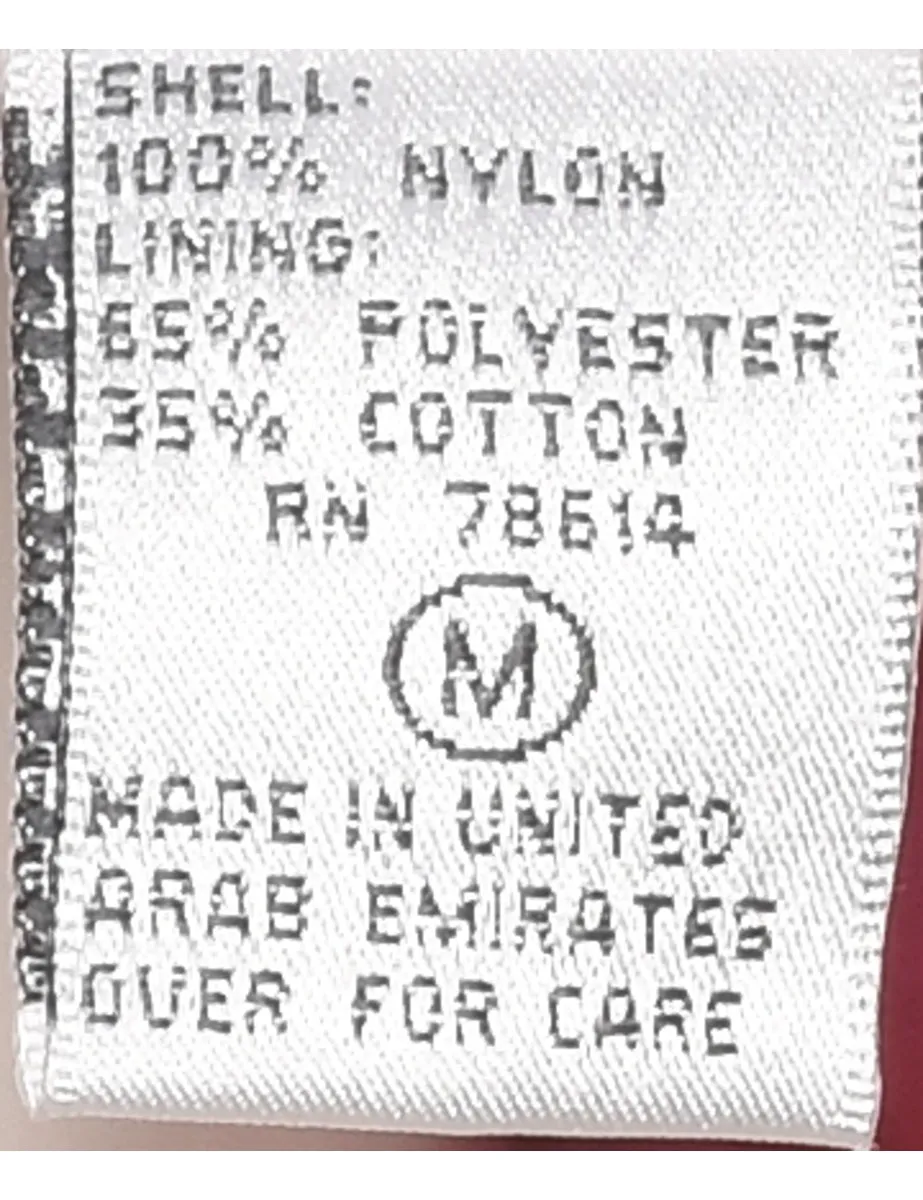 SHELL:
100% NYLON
LINING:
65% POLYESTER
35% COTTON
RN 78614
M
MADE IN UNITED
ARAB EMIRATES
OVER FOR CARE